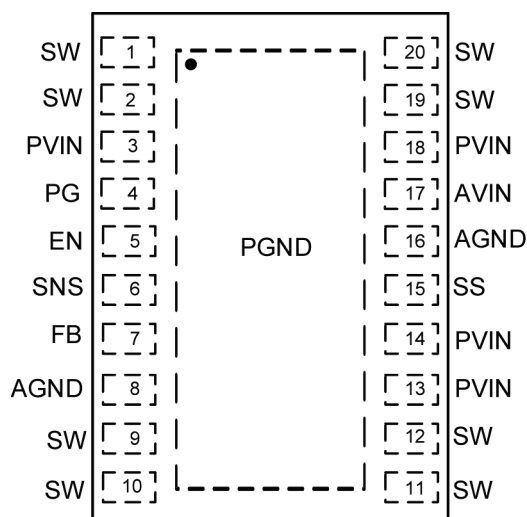 SW 1 20 SW
SW 2 19 SW
PVIN 3 18 PVIN
PG 4 17 AVIN
EN 5 PGND 16 AGND
SNS 6 15 SS
FB 7 14 PVIN
AGND 8 13 PVIN
SW 9 12 SW
SW 10 11 SW